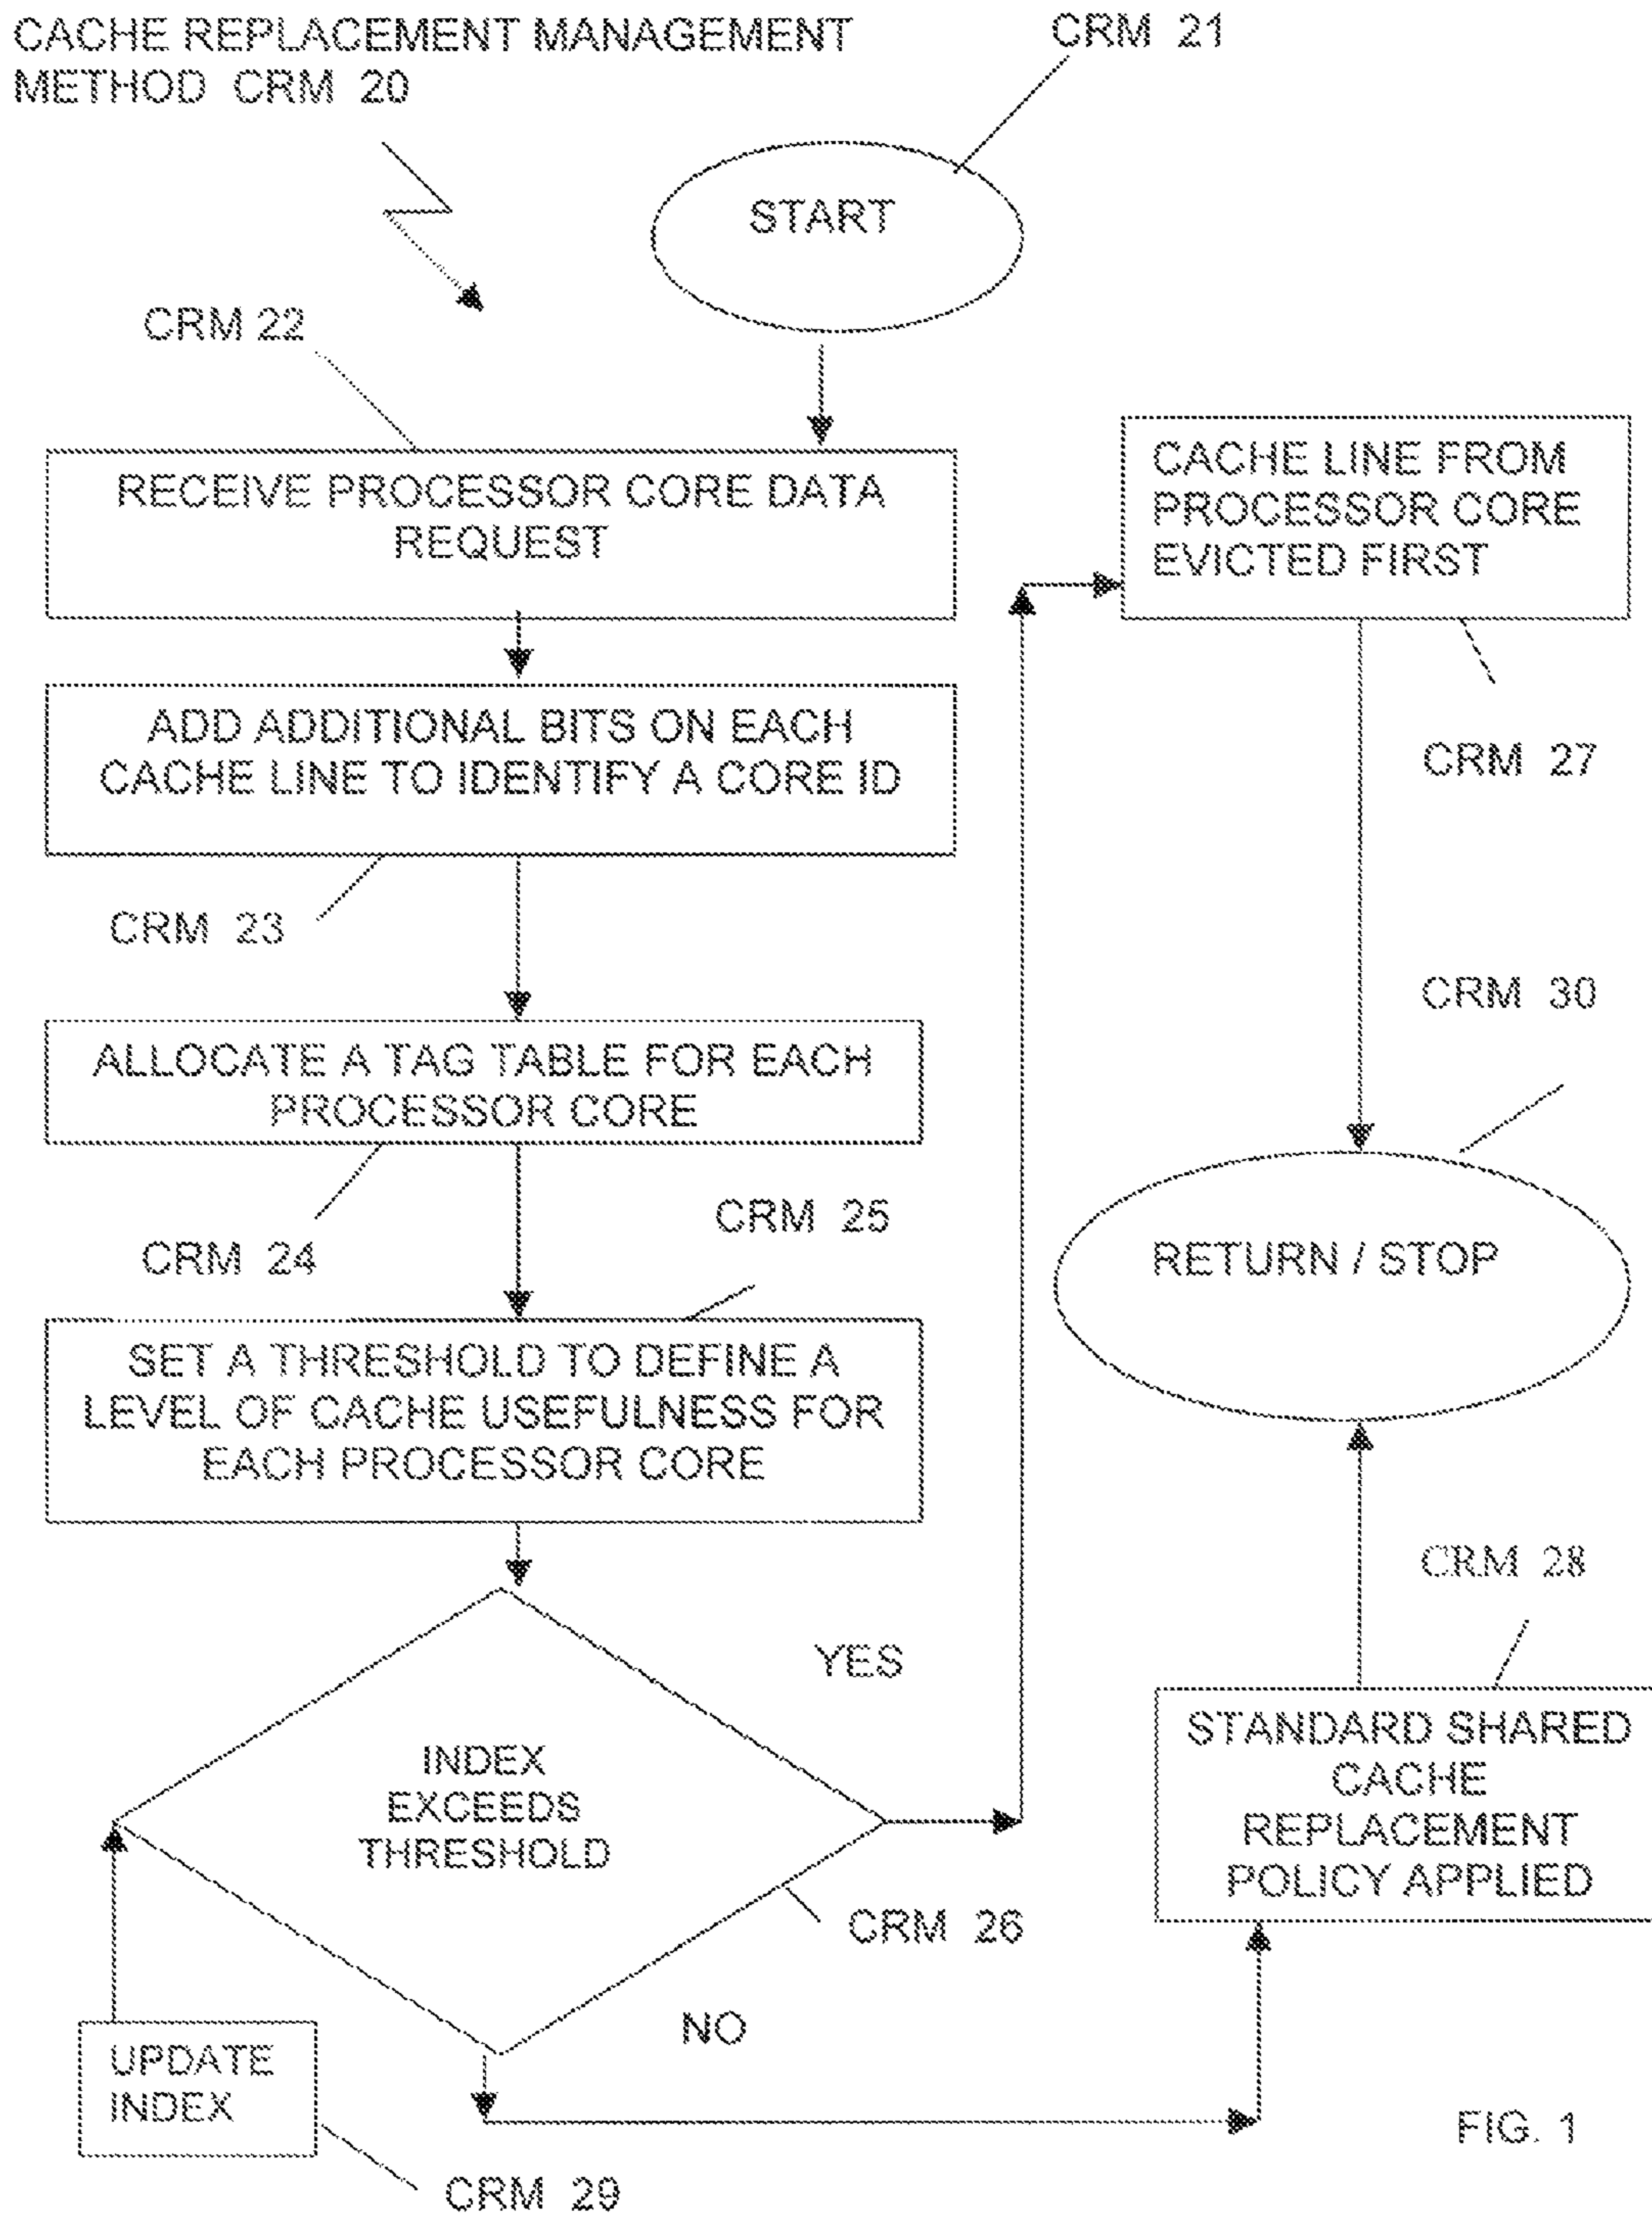 CACHE REPLACEMENT MANAGEMENT
METHOD CRM 20
CRM 21
START
CRM 22
RECEIVE PROCESSOR CORE DATA
REQUEST
ADD ADDITIONAL BITS ON EACH
CACHE LINE TO IDENTIFY A CORE ID
CRM 23
ALLOCATE A TAG TABLE FOR EACH
PROCESSOR CORE
CRM 24
CRM 25
SET A THRESHOLD TO DEFINE A
LEVEL OF CACHE USEFULNESS FOR
EACH PROCESSOR CORE
YES
INDEX
EXCEEDS
THRESHOLD
CRM 26
NO
UPDATE
INDEX
CRM 29
CACHE LINE FROM
PROCESSOR CORE
EVICTED FIRST
CRM 27
CRM 30
RETURN / STOP
CRM 28
STANDARD SHARED
CACHE
REPLACEMENT
POLICY APPLIED
FIG. 1